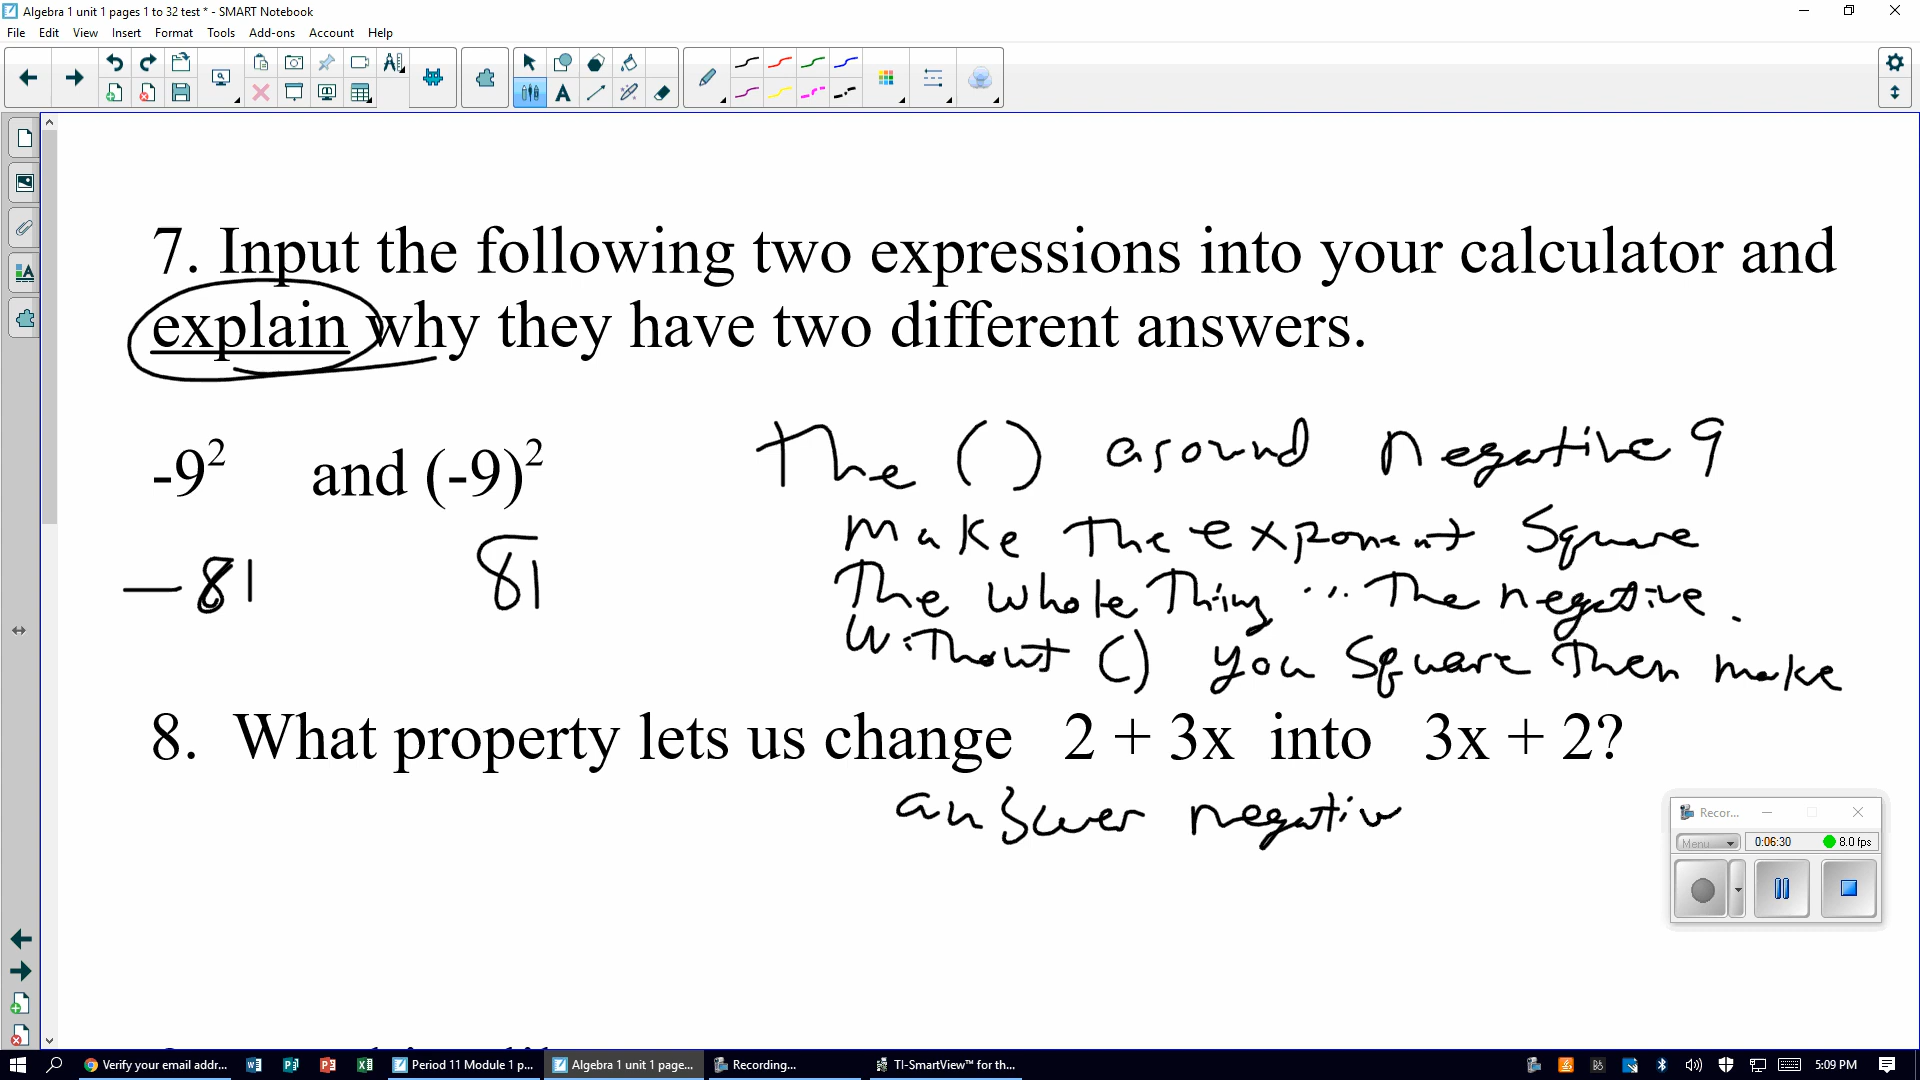 Algebra 1 unit 1 pages 1 to 32 test * - SMART Notebook
File Edit View Insert Format Tools Add-ons Account Help
7. Input the following two expressions into your calculator and
explain why they have two different answers.
-9² and (-9)²
The () around negative 9
make the exponent square
-81 81
the whole thing ... the negative.
without () you square then make
8. What property lets us change 2 + 3x into 3x + 2?
answer negative
Recor...
Menu 0:06:30 8.0 fps
Verify your email addr... Period 11 Module 1 p... Algebra 1 unit 1 page... Recording... TI-SmartView™ for th... 5:09 PM